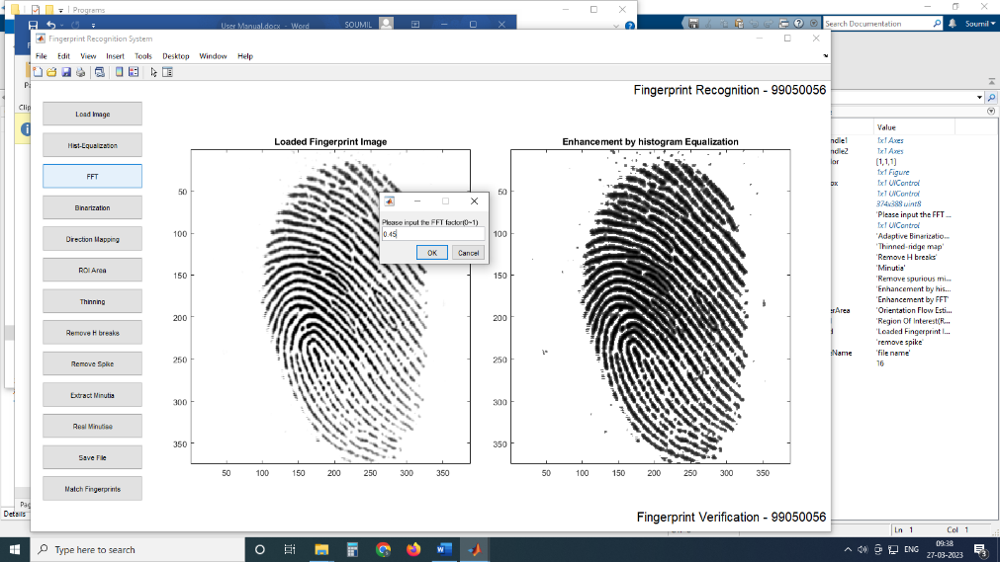 Programs
User Manual.docx - Word
SOUMIL
Search Documentation
Soumil
Fingerprint Recognition System
File Edit View Insert Tools Desktop Window Help
Fingerprint Recognition - 99050056
Load Image
Hist-Equalization
FFT
Binarization
Direction Mapping
ROI Area
Thinning
Remove H breaks
Remove Spike
Extract Minutia
Real Minutiae
Save File
Match Fingerprints
Loaded Fingerprint Image
50
100
150
200
250
300
350
50 100 150 200 250 300 350
Please input the FFT factor(0~1)
0.45
OK Cancel
Enhancement by histogram Equalization
50
100
150
200
250
300
350
50 100 150 200 250 300 350
Fingerprint Verification - 99050056
Clip
Details
Value
ndle1 1x1 Axes
ndle2 1x1 Axes
lor [1,1,1]
1x1 Figure
ox 1x1 UIControl
1x1 UIControl
374x388 uint8
'Please input the FFT ...
1x1 UIControl
'Adaptive Binarizatio...
'Thinned-ridge map'
'Remove H breaks'
'Minutia'
'Remove spurious mi...
'Enhancement by his...
'Enhancement by FFT'
erArea 'Orientation Flow Esti...
'Region Of Interest(R...
d 'Loaded Fingerprint I...
'remove spike'
eName 'file name'
16
Ln 1 Col 1
Type here to search
ENG
09:38
27-03-2023
3